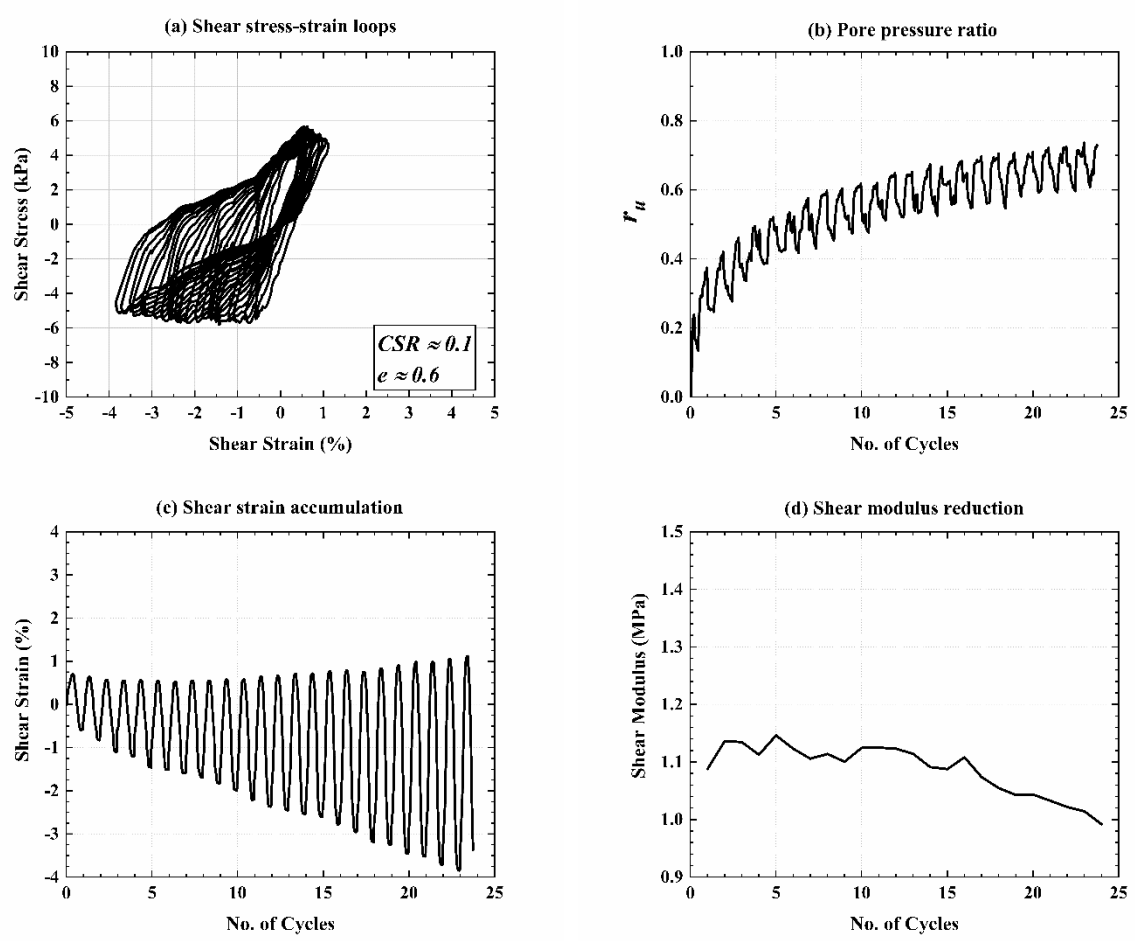 (a) Shear stress-strain loops
10
8
6
4
2
0
-2
-4
-6
-8
-10
Shear Stress (kPa)
CSR ≈ 0.1
e ≈ 0.6
-5 -4 -3 -2 -1 0 1 2 3 4 5
Shear Strain (%)
(b) Pore pressure ratio
1.0
0.8
0.6
0.4
0.2
0.0
r_u
0 5 10 15 20 25
No. of Cycles
(c) Shear strain accumulation
4
3
2
1
0
-1
-2
-3
-4
Shear Strain (%)
0 5 10 15 20 25
No. of Cycles
(d) Shear modulus reduction
1.5
1.4
1.3
1.2
1.1
1.0
0.9
Shear Modulus (MPa)
0 5 10 15 20 25
No. of Cycles